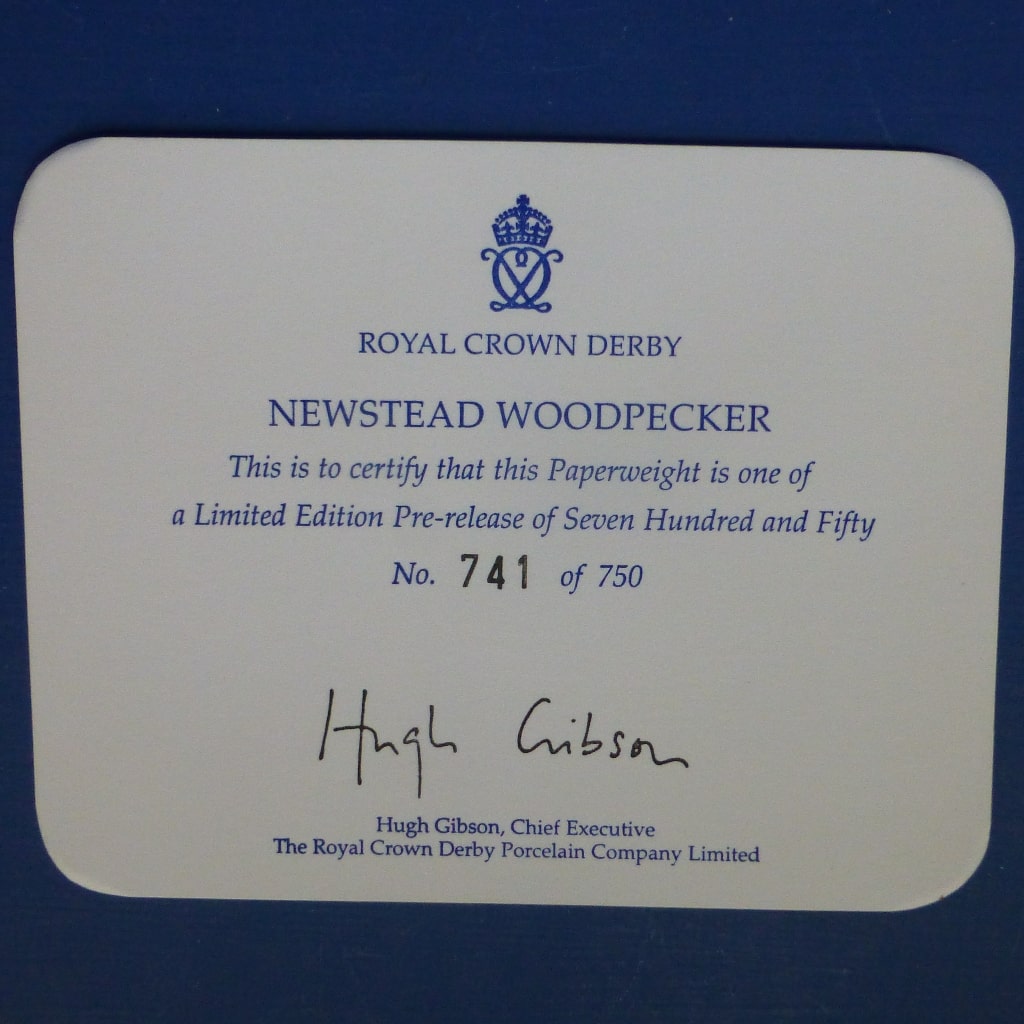 ROYAL CROWN DERBY
NEWSTEAD WOODPECKER
This is to certify that this Paperweight is one of
a Limited Edition Pre-release of Seven Hundred and Fifty
No. 741 of 750
Hugh Gibson
Hugh Gibson, Chief Executive
The Royal Crown Derby Porcelain Company Limited